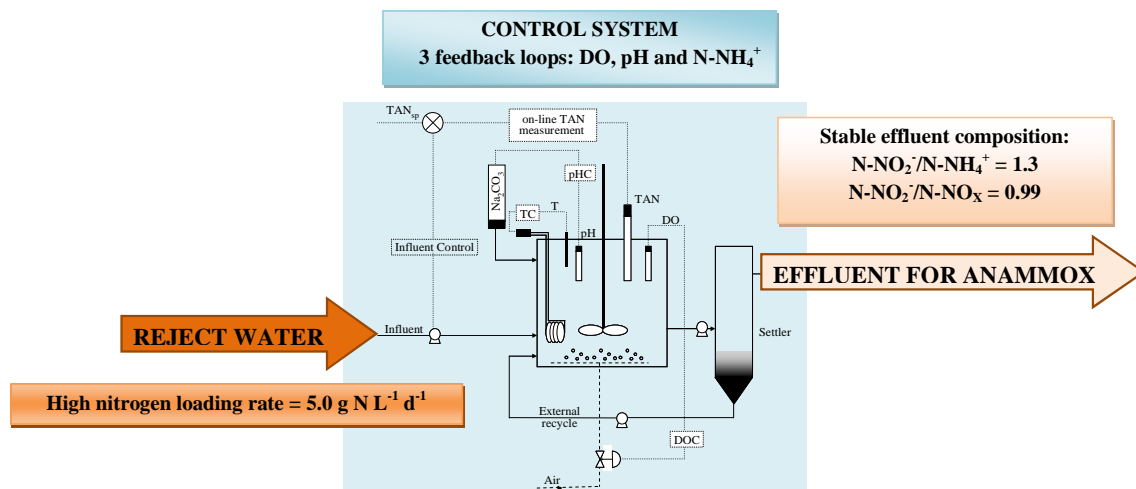 CONTROL SYSTEM
3 feedback loops: DO, pH and N-NH₄⁺
TANsp
on-line TAN
measurement
Na₂CO₃
pHC
TC
T
pH
TAN
DO
Influent Control
Stable effluent composition:
N-NO₂⁻/N-NH₄⁺ = 1.3
N-NO₂⁻/N-NOX = 0.99
EFFLUENT FOR ANAMMOX
REJECT WATER
Influent
Settler
High nitrogen loading rate = 5.0 g N L⁻¹ d⁻¹
External
recycle
DOC
Air